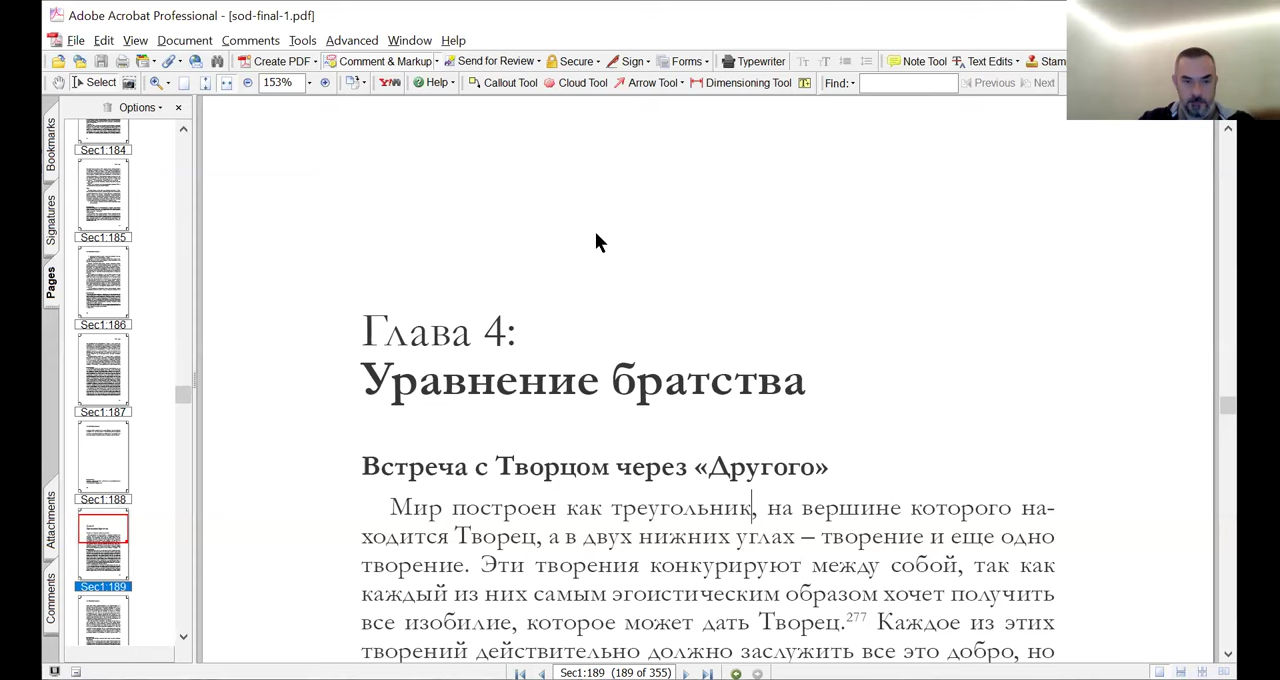 Adobe Acrobat Professional - [sod-final-1.pdf]
File Edit View Document Comments Tools Advanced Window Help
Create PDF Comment & Markup Send for Review Secure Sign Forms Typewriter Note Tool Text Edits Stam
Select 153% Help Callout Tool Cloud Tool Arrow Tool Dimensioning Tool Find: Previous Next
Options
Bookmarks
Signatures
Pages
Attachments
Comments
Sec1:184
Sec1:185
Sec1:186
Sec1:187
Sec1:188
Sec1:189
Глава 4:
Уравнение братства
Встреча с Творцом через «Другого»
Мир построен как треугольник, на вершине которого на-
ходится Творец, а в двух нижних углах – творение и еще одно
творение. Эти творения конкурируют между собой, так как
каждый из них самым эгоистическим образом хочет получить
все изобилие, которое может дать Творец.277 Каждое из этих
творений действительно должно заслужить все это добро, но
Sec1:189 (189 of 355)